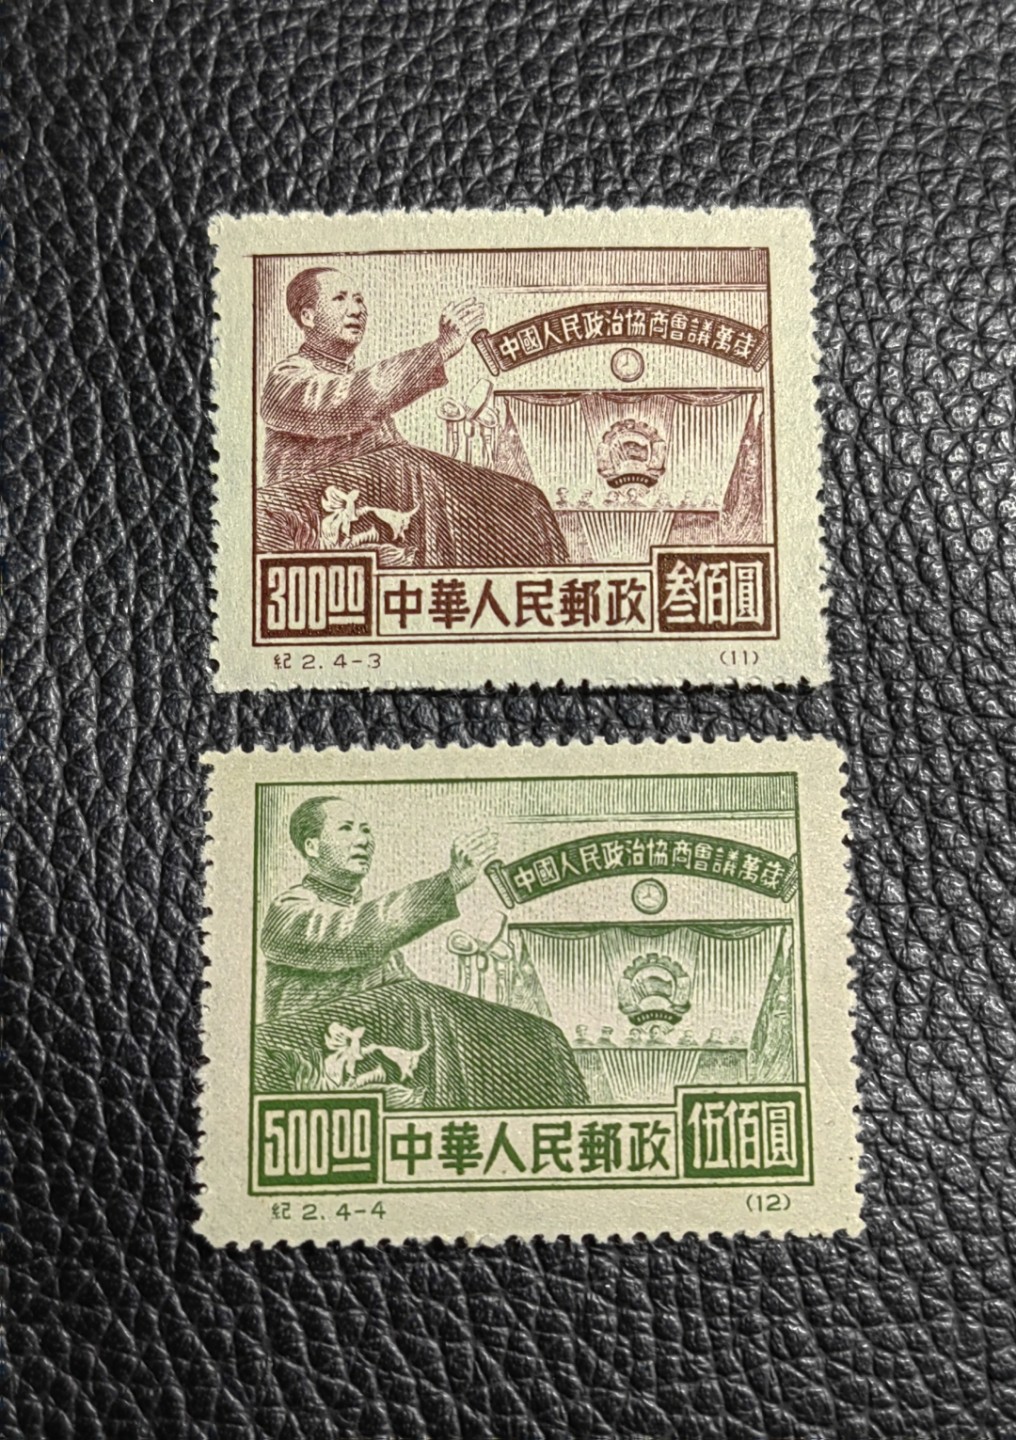 中國人民政治協商會議萬歲
300.00 中華人民郵政 叁佰圓
紀 2. 4-3 (11)
中國人民政治協商會議萬歲
500.00 中華人民郵政 伍佰圓
紀 2. 4-4 (12)